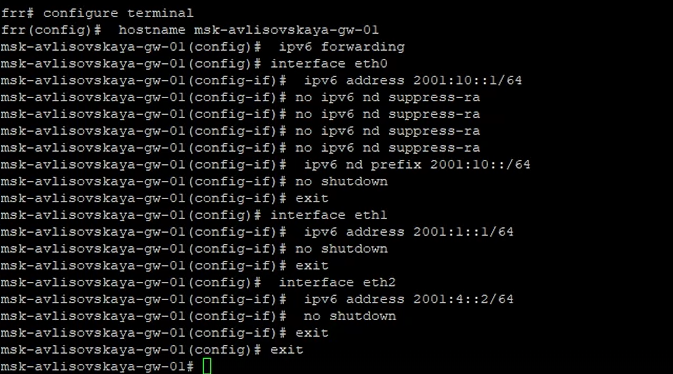 frr# configure terminal
frr(config)#  hostname msk-avlisovskaya-gw-01
msk-avlisovskaya-gw-01(config)#  ipv6 forwarding
msk-avlisovskaya-gw-01(config)# interface eth0
msk-avlisovskaya-gw-01(config-if)#  ipv6 address 2001:10::1/64
msk-avlisovskaya-gw-01(config-if)# no ipv6 nd suppress-ra
msk-avlisovskaya-gw-01(config-if)# no ipv6 nd suppress-ra
msk-avlisovskaya-gw-01(config-if)# no ipv6 nd suppress-ra
msk-avlisovskaya-gw-01(config-if)# no ipv6 nd suppress-ra
msk-avlisovskaya-gw-01(config-if)#  ipv6 nd prefix 2001:10::/64
msk-avlisovskaya-gw-01(config-if)# no shutdown
msk-avlisovskaya-gw-01(config-if)# exit
msk-avlisovskaya-gw-01(config)# interface eth1
msk-avlisovskaya-gw-01(config-if)#  ipv6 address 2001:1::1/64
msk-avlisovskaya-gw-01(config-if)# no shutdown
msk-avlisovskaya-gw-01(config-if)# exit
msk-avlisovskaya-gw-01(config)#  interface eth2
msk-avlisovskaya-gw-01(config-if)#  ipv6 address 2001:4::2/64
msk-avlisovskaya-gw-01(config-if)#  no shutdown
msk-avlisovskaya-gw-01(config-if)# exit
msk-avlisovskaya-gw-01(config)# exit
msk-avlisovskaya-gw-01#